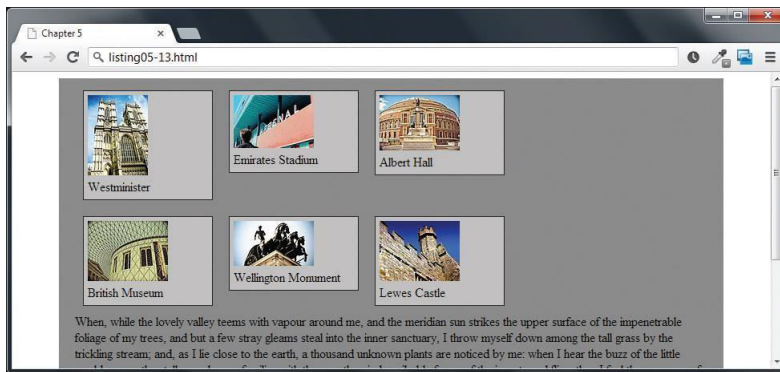 Chapter 5
listing05-13.html
ARSENAL
Westminister
Emirates Stadium
Albert Hall
British Museum
Wellington Monument
Lewes Castle
When, while the lovely valley teems with vapour around me, and the meridian sun strikes the upper surface of the impenetrable
foliage of my trees, and but a few stray gleams steal into the inner sanctuary, I throw myself down among the tall grass by the
trickling stream; and, as I lie close to the earth, a thousand unknown plants are noticed by me: when I hear the buzz of the little